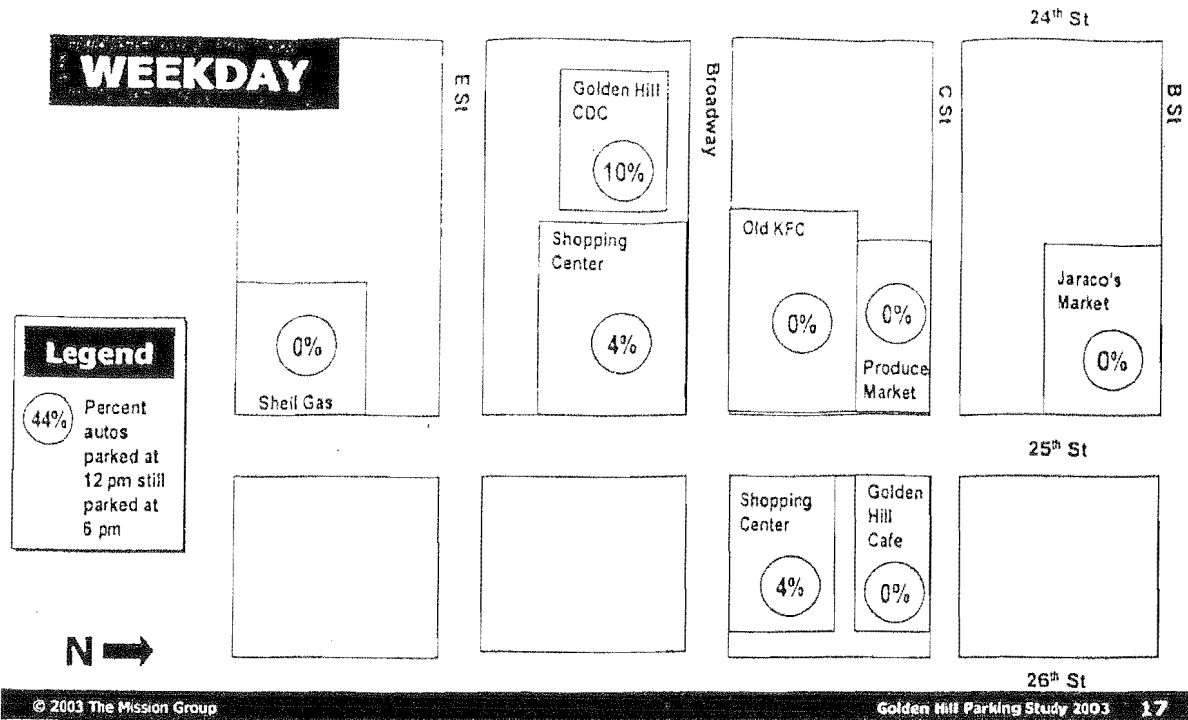 24th St
WEEKDAY
E St
Broadway
C St
B St
Golden Hill
CDC
10%
Shopping
Center
4%
Old KFC
0%
0%
Produce
Market
Jaraco's
Market
0%
0%
Shell Gas
Legend
44%
Percent
autos
parked at
12 pm still
parked at
6 pm
25th St
Shopping
Center
4%
Golden
Hill
Cafe
0%
N
26th St
© 2003 The Mission Group
Golden Hill Parking Study 2003 17